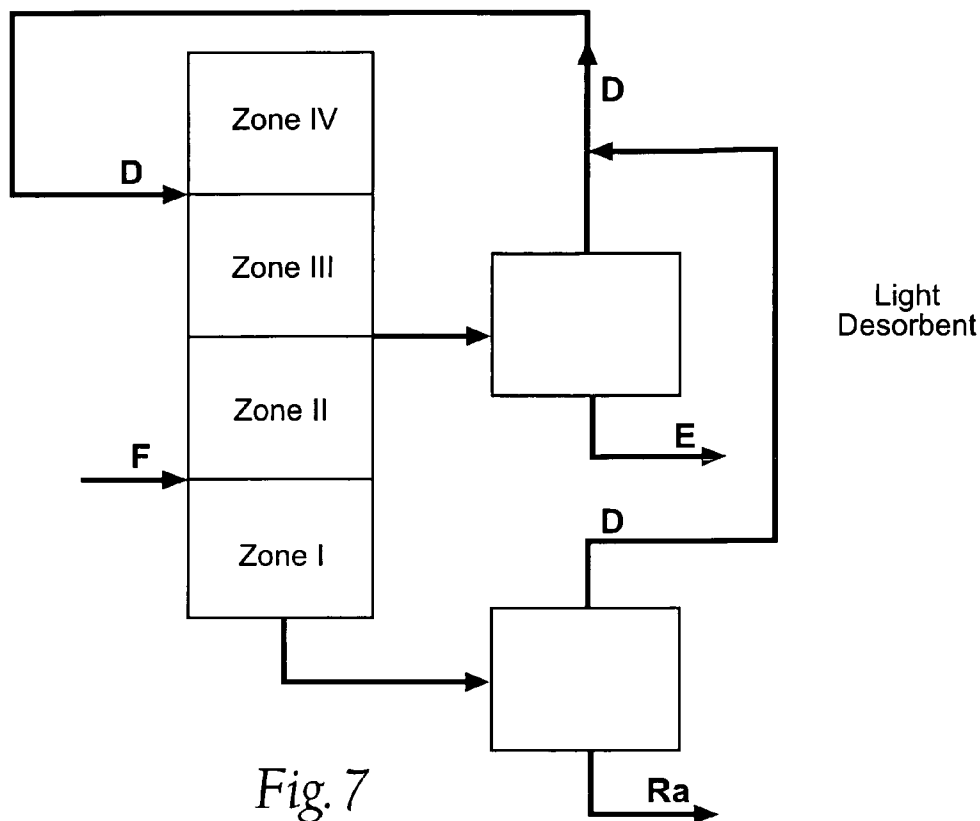 D
Zone IV
D
Zone III
Light
Desorbent
Zone II
E
F
D
Zone I
Ra
Fig. 7